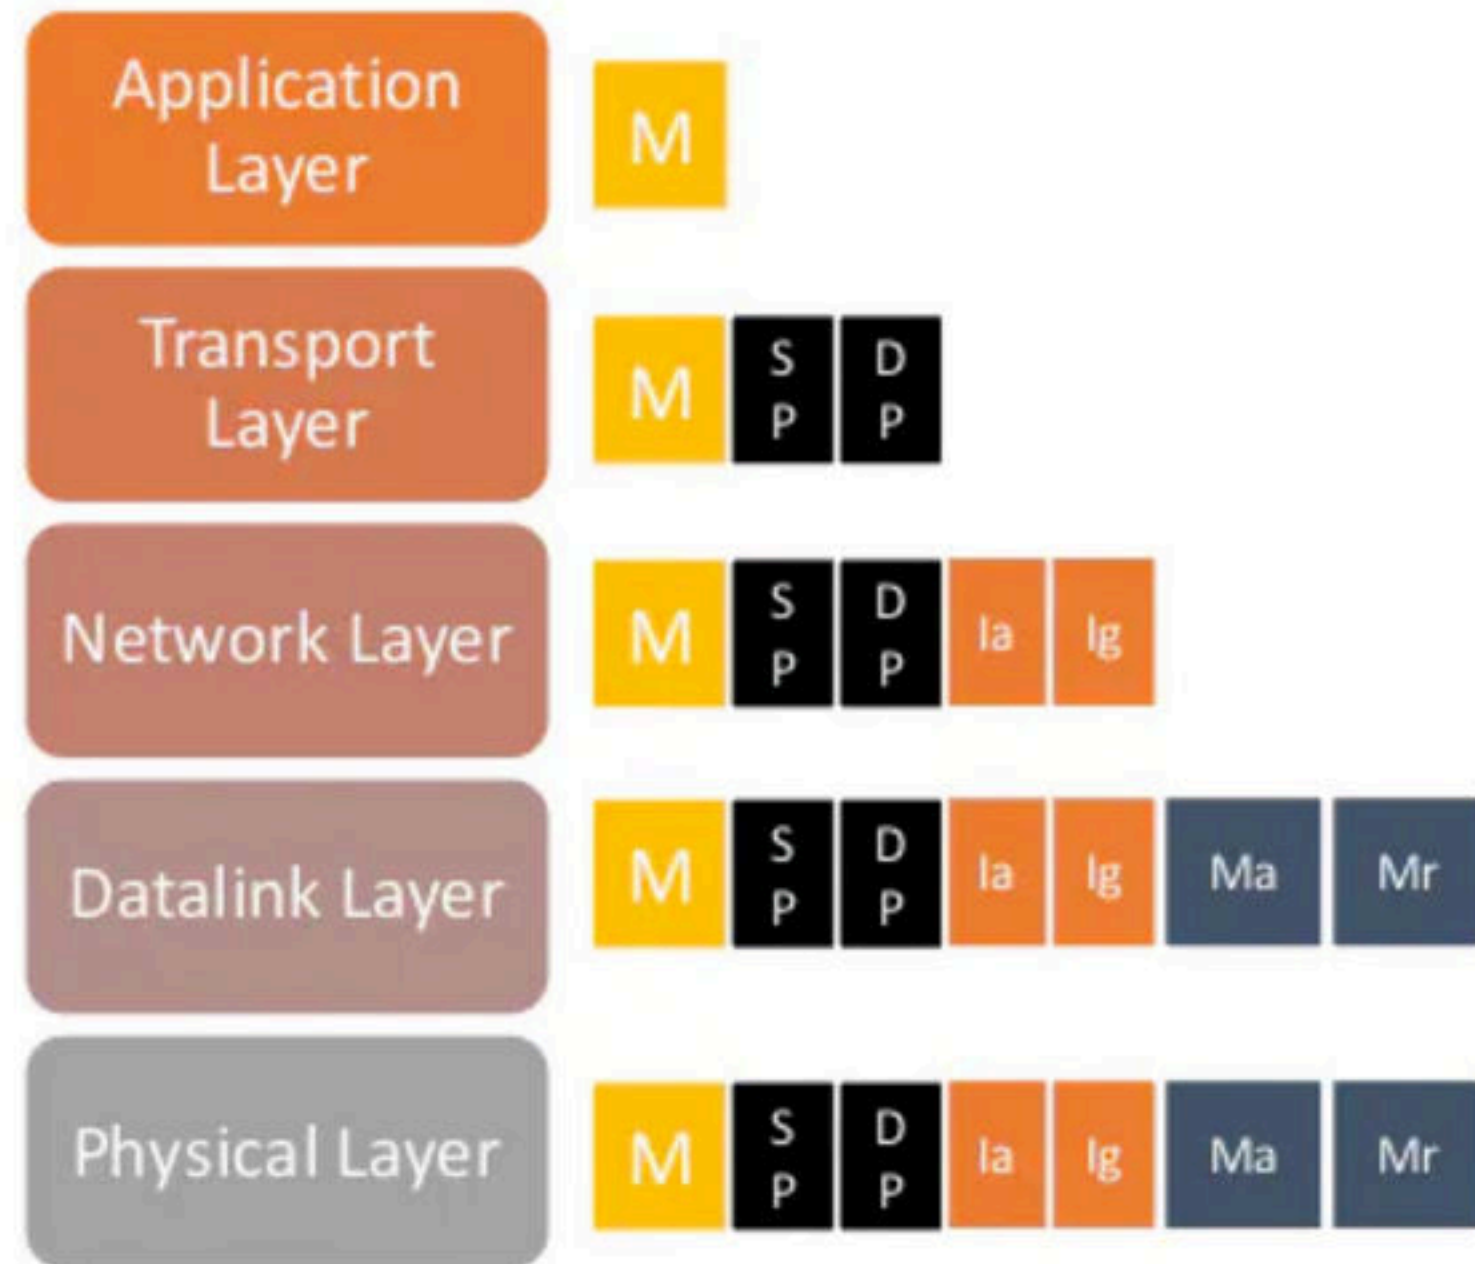 Application
Layer
M
Transport
Layer
M
S
P
D
P
Network Layer
M
S
P
D
P
Ia
Ig
Datalink Layer
M
S
P
D
P
Ia
Ig
Ma
Mr
Physical Layer
M
S
P
D
P
Ia
Ig
Ma
Mr